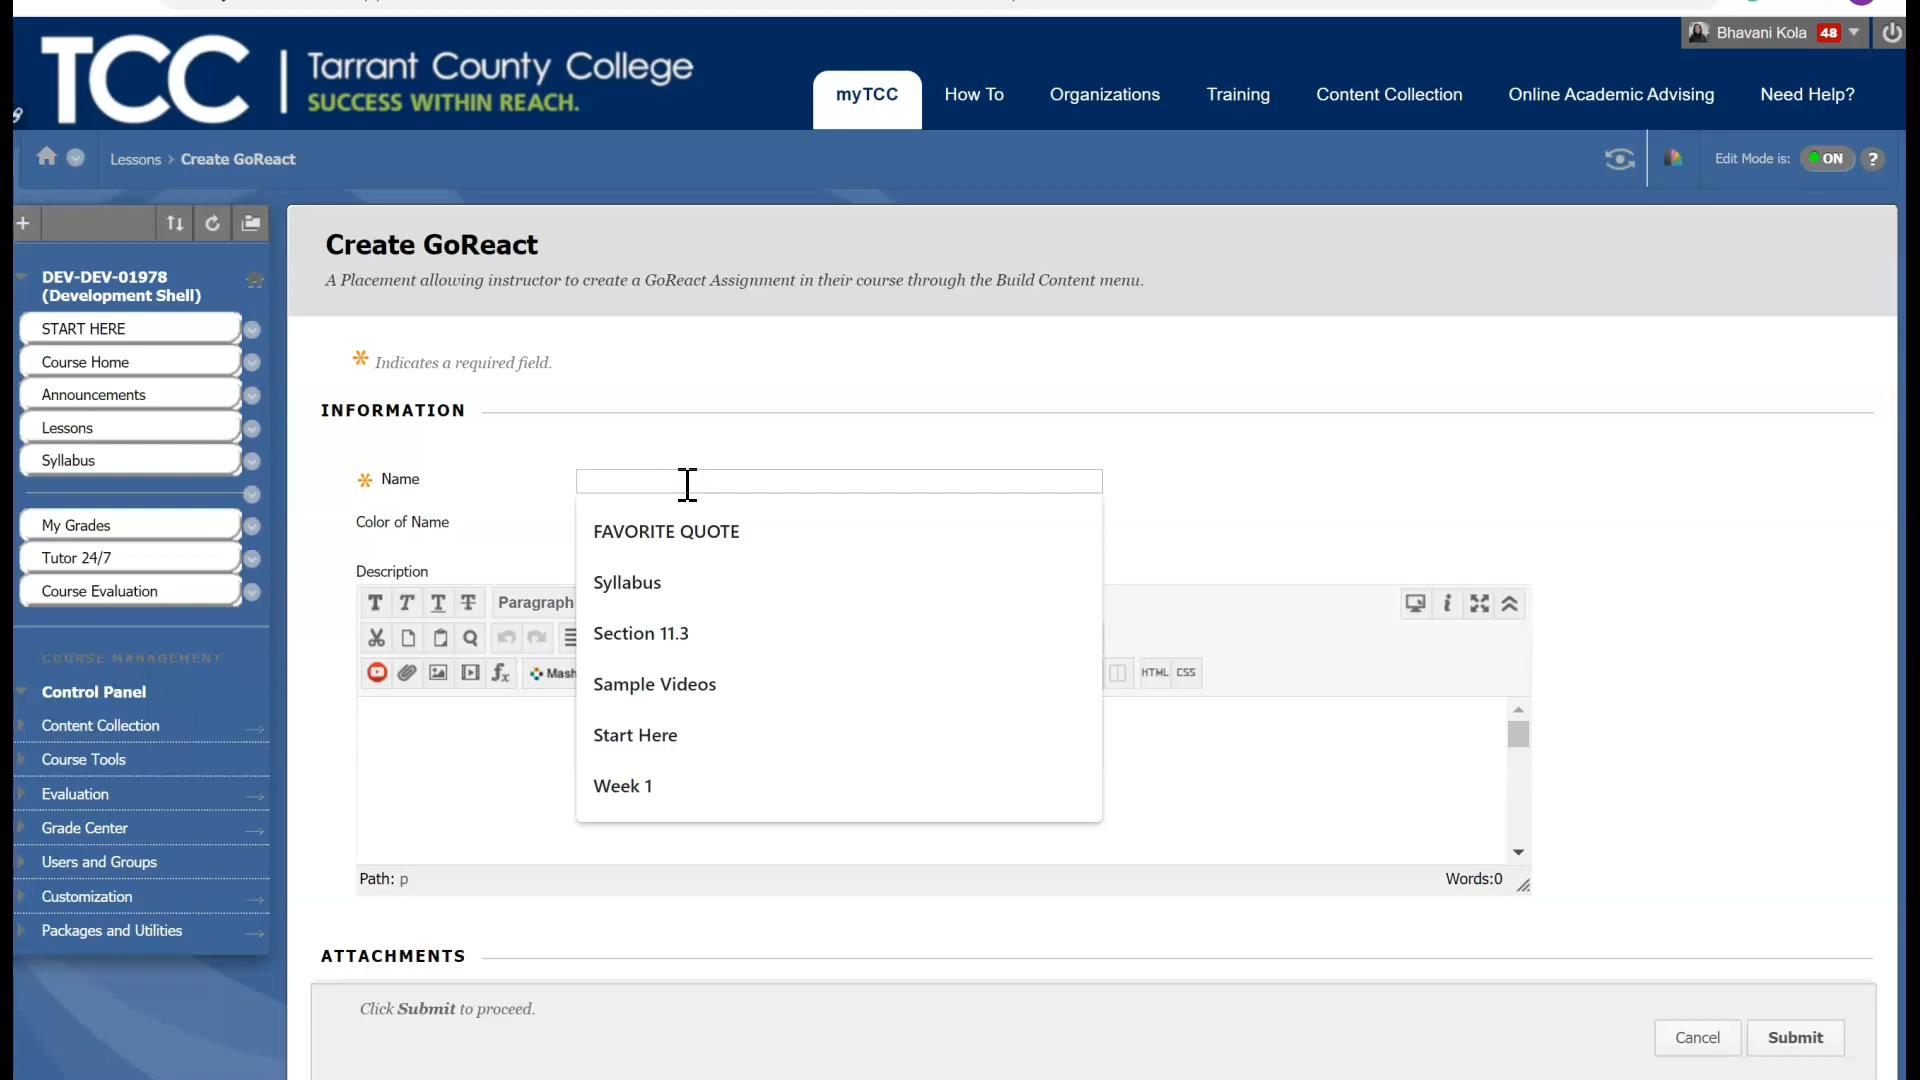 TCC
Tarrant County College
SUCCESS WITHIN REACH.
Bhavani Kola 48
myTCC
How To
Organizations
Training
Content Collection
Online Academic Advising
Need Help?
Lessons > Create GoReact
Edit Mode is: ON ?
DEV-DEV-01978
(Development Shell)
START HERE
Course Home
Announcements
Lessons
Syllabus
My Grades
Tutor 24/7
Course Evaluation
COURSE MANAGEMENT
Control Panel
Content Collection
Course Tools
Evaluation
Grade Center
Users and Groups
Customization
Packages and Utilities
Create GoReact
A Placement allowing instructor to create a GoReact Assignment in their course through the Build Content menu.
* Indicates a required field.
INFORMATION
* Name
Color of Name
Description
FAVORITE QUOTE
Syllabus
Section 11.3
Sample Videos
Start Here
Week 1
T T T T Paragraph
Mash
HTML CSS
Path: p
Words:0
ATTACHMENTS
Click Submit to proceed.
Cancel
Submit